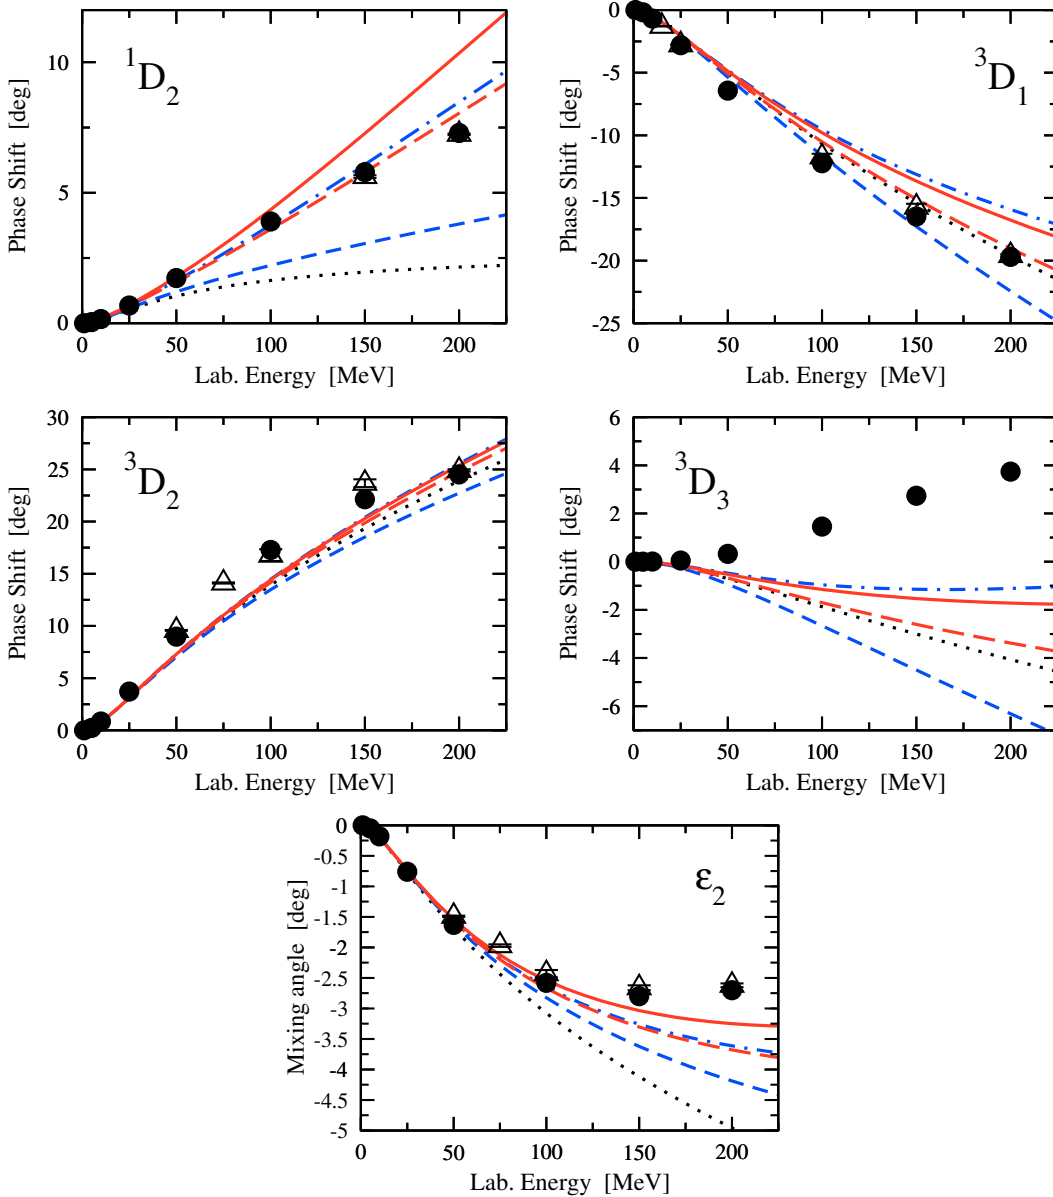 10
5
0
0 50 100 150 200
Phase Shift [deg]
Lab. Energy [MeV]
1D2
0
-5
-10
-15
-20
-25
0 50 100 150 200
Phase Shift [deg]
Lab. Energy [MeV]
3D1
30
25
20
15
10
5
0
0 50 100 150 200
Phase Shift [deg]
Lab. Energy [MeV]
3D2
6
4
2
0
-2
-4
-6
0 50 100 150 200
Phase Shift [deg]
Lab. Energy [MeV]
3D3
0
-0.5
-1
-1.5
-2
-2.5
-3
-3.5
-4
-4.5
-5
0 50 100 150 200
Mixing angle [deg]
Lab. Energy [MeV]
ε2